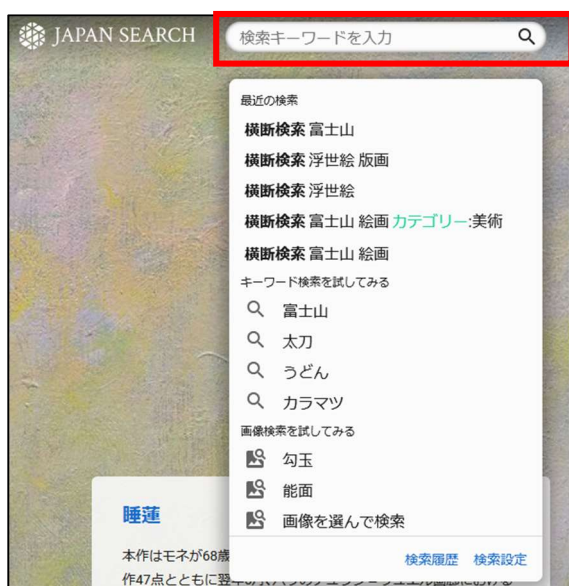 JAPAN SEARCH
検索キーワードを入力
最近の検索
横断検索 富士山
横断検索 浮世絵 版画
横断検索 浮世絵
横断検索 富士山 絵画 カテゴリー:美術
横断検索 富士山 絵画
キーワード検索を試してみる
富士山
太刀
うどん
カラマツ
画像検索を試してみる
勾玉
能面
画像を選んで検索
検索履歴 検索設定
睡蓮
本作はモネが68歳
作47点とともに翌